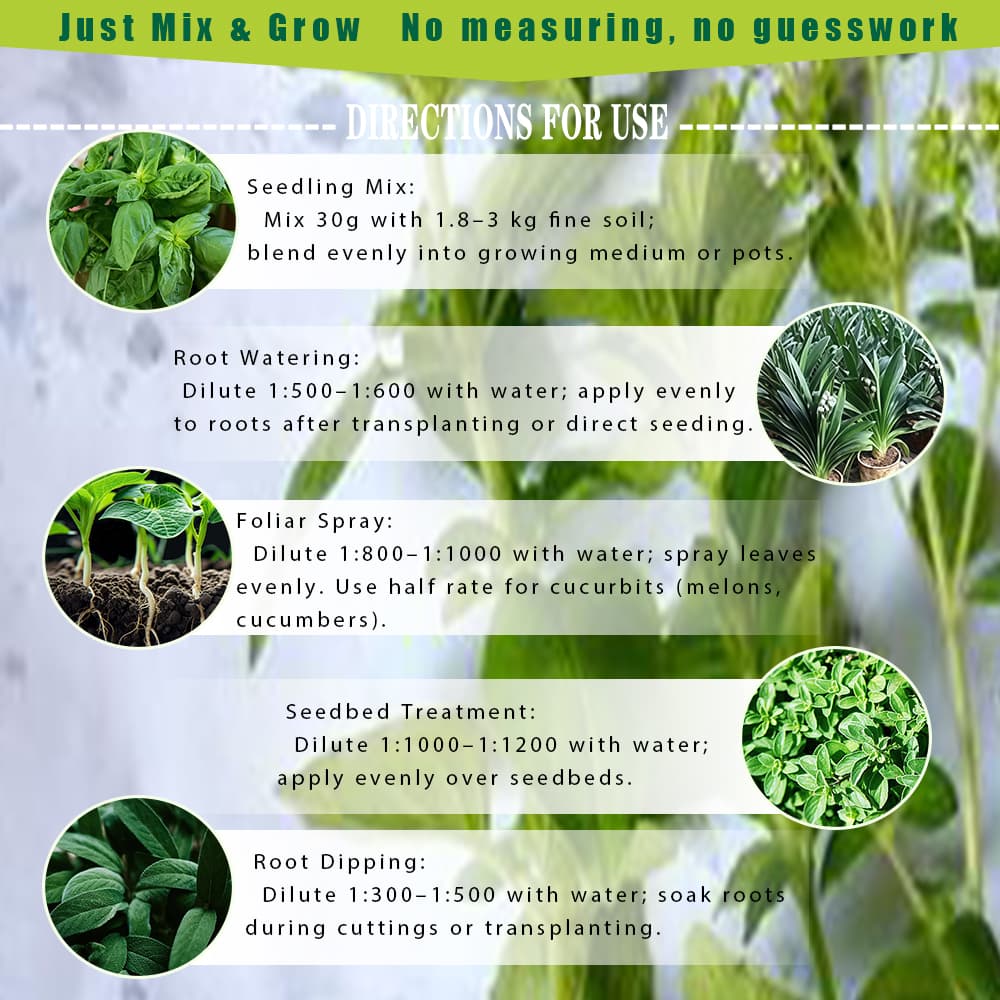 Just Mix & Grow No measuring, no guesswork
DIRECTIONS FOR USE
Seedling Mix:
Mix 30g with 1.8–3 kg fine soil;
blend evenly into growing medium or pots.
Root Watering:
Dilute 1:500–1:600 with water; apply evenly
to roots after transplanting or direct seeding.
Foliar Spray:
Dilute 1:800–1:1000 with water; spray leaves
evenly. Use half rate for cucurbits (melons,
cucumbers).
Seedbed Treatment:
Dilute 1:1000–1:1200 with water;
apply evenly over seedbeds.
Root Dipping:
Dilute 1:300–1:500 with water; soak roots
during cuttings or transplanting.